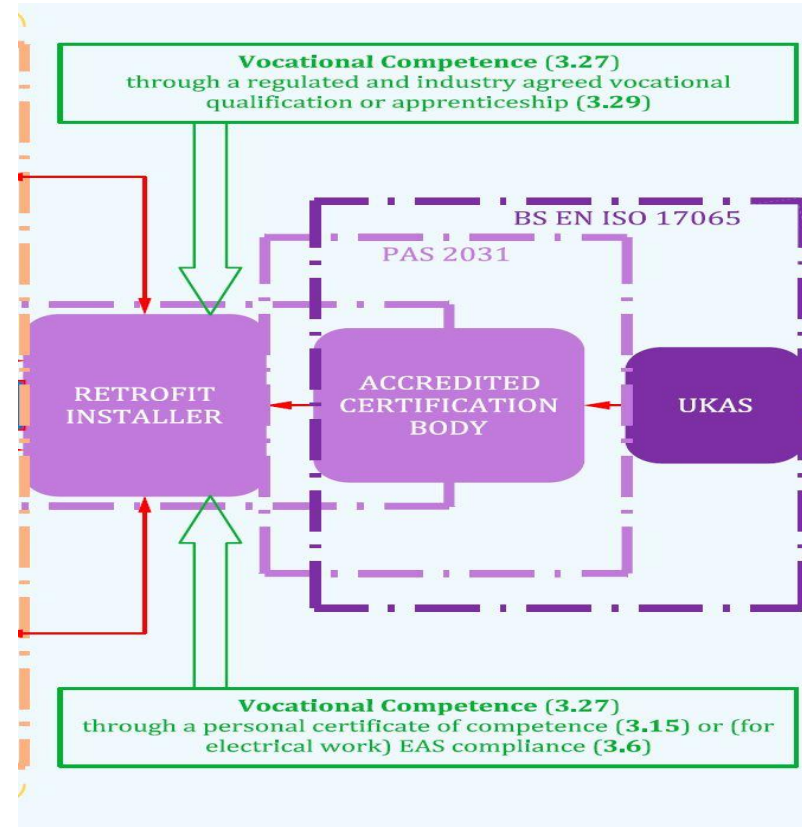 Vocational Competence (3.27)
through a regulated and industry agreed vocational
qualification or apprenticeship (3.29)
BS EN ISO 17065
PAS 2031
RETROFIT
INSTALLER
ACCREDITED
CERTIFICATION
BODY
UKAS
Vocational Competence (3.27)
through a personal certificate of competence (3.15) or (for
electrical work) EAS compliance (3.6)